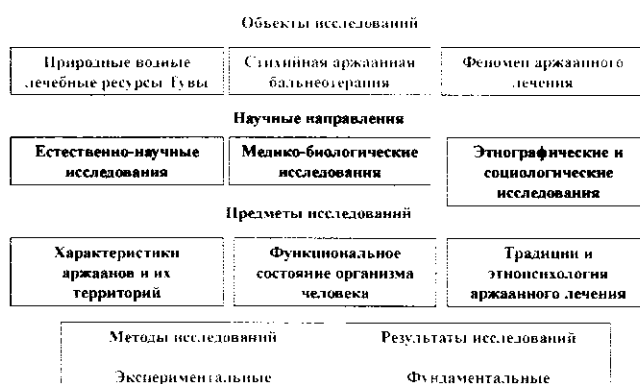 Объекты исследований
Природные водные лечебные ресурсы Тувы
Стихийная аржаанная бальнеотерапия
Феномен аржаанного лечения
Научные направления
Естественно-научные исследования
Медико-биологические исследования
Этнографические и социологические исследования
Предметы исследований
Характеристики аржаанов и их территорий
Функциональное состояние организма человека
Традиции и этнопсихология аржаанного лечения
Методы исследований
Результаты исследований
Экспериментальные
Фундаментальные